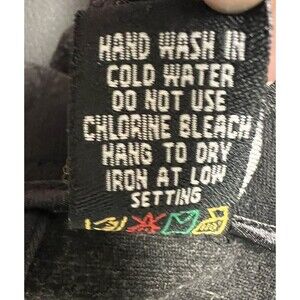 HAND WASH IN
COLD WATER
DO NOT USE
CHLORINE BLEACH
HANG TO DRY
IRON AT LOW
SETTING